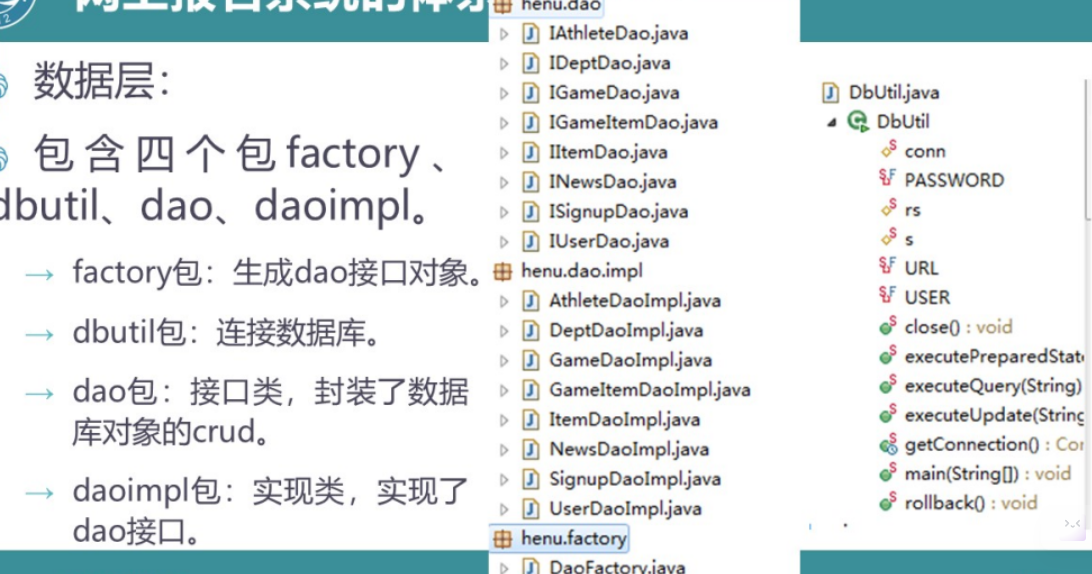 数据层：
包含四个包factory、
dbutil、dao、daoimpl。
→ factory包：生成dao接口对象。
→ dbutil包：连接数据库。
→ dao包：接口类，封装了数据
库对象的crud。
→ daoimpl包：实现类，实现了
dao接口。
henu.dao
IAthleteDao.java
IDeptDao.java
IGameDao.java
IGameItemDao.java
IItemDao.java
INewsDao.java
ISignupDao.java
IUserDao.java
henu.dao.impl
AthleteDaoImpl.java
DeptDaoImpl.java
GameDaoImpl.java
GameItemDaoImpl.java
ItemDaoImpl.java
NewsDaoImpl.java
SignupDaoImpl.java
UserDaoImpl.java
henu.factory
DaoFactory.java
DbUtil.java
DbUtil
conn
PASSWORD
rs
s
URL
USER
close() : void
executePreparedState
executeQuery(String)
executeUpdate(String
getConnection() : Cor
main(String[]) : void
rollback() : void